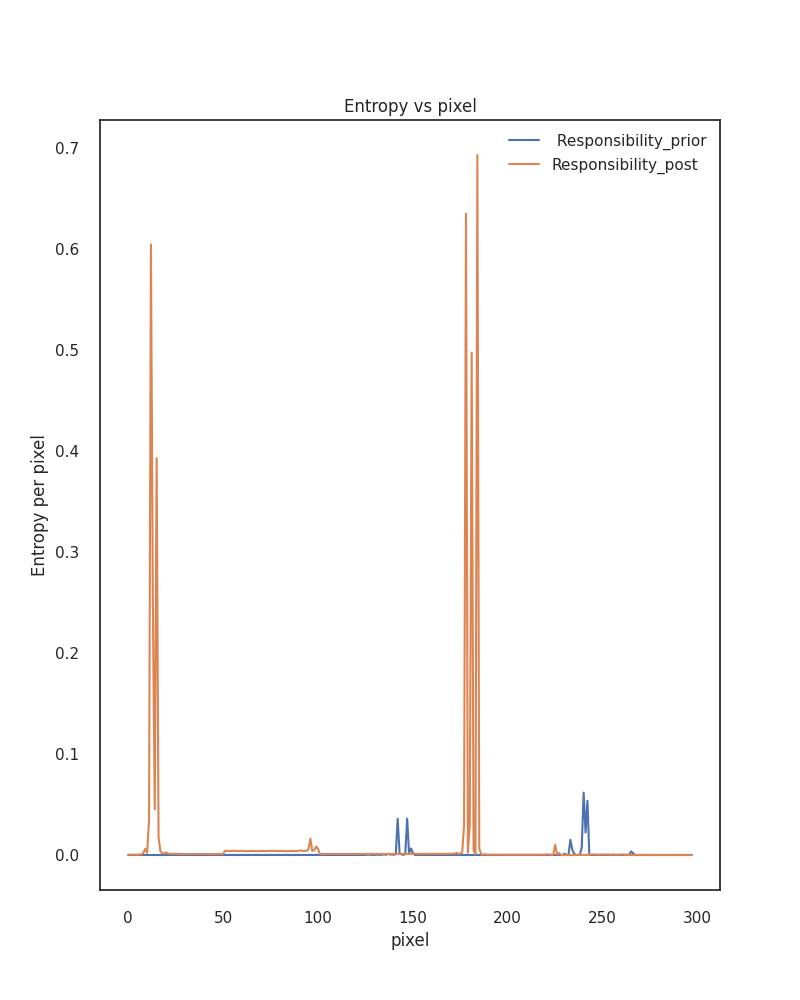 Entropy vs pixel
Responsibility_prior
Responsibility_post
Entropy per pixel
0.7
0.6
0.5
0.4
0.3
0.2
0.1
0.0
0 50 100 150 200 250 300
pixel